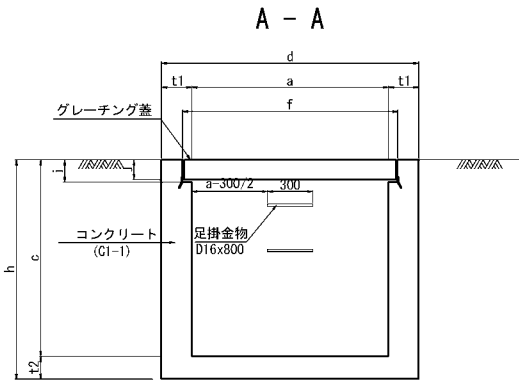 A - A
d
t1
a
t1
f
グレーチング蓋
i
j
a-300/2
300
足掛金物
D16x800
コンクリート
(C1-1)
h
c
t2